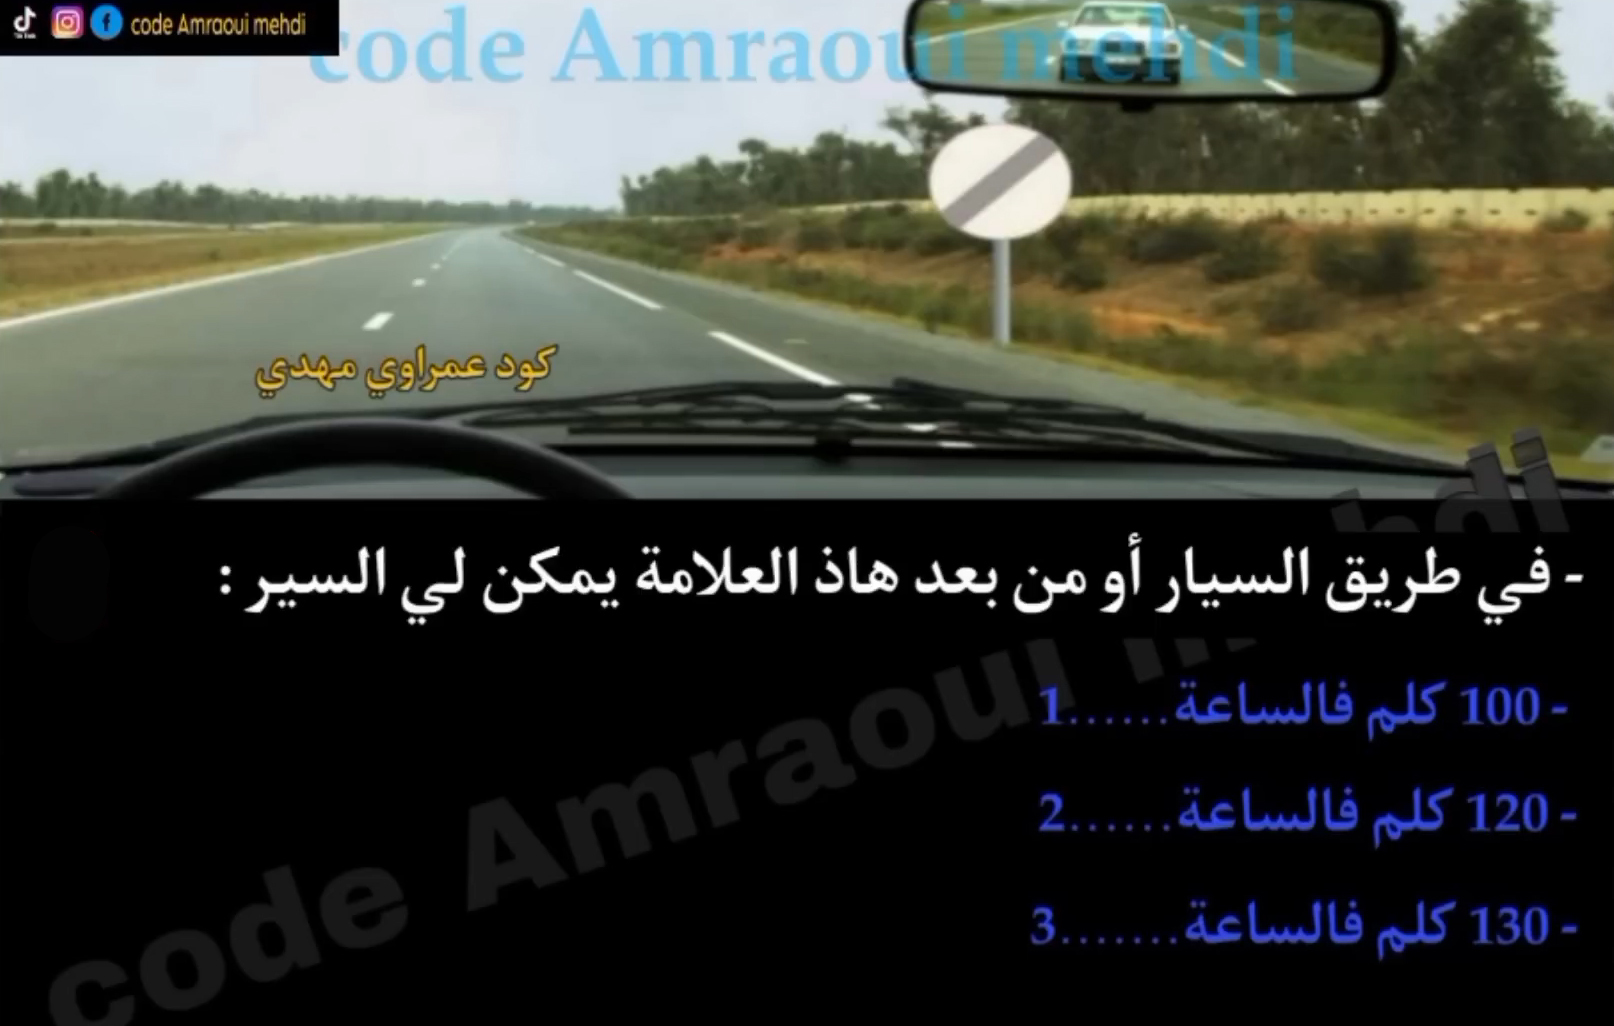 code Amraoui mehdi
code Amraoui mehdi
كود عمراوي مهدي
- في طريق السيار أو من بعد هاذ العلامة يمكن لي السير :
- 100 كلم فالساعة......1
- 120 كلم فالساعة......2
- 130 كلم فالساعة.......3
code Amraoui mehdi